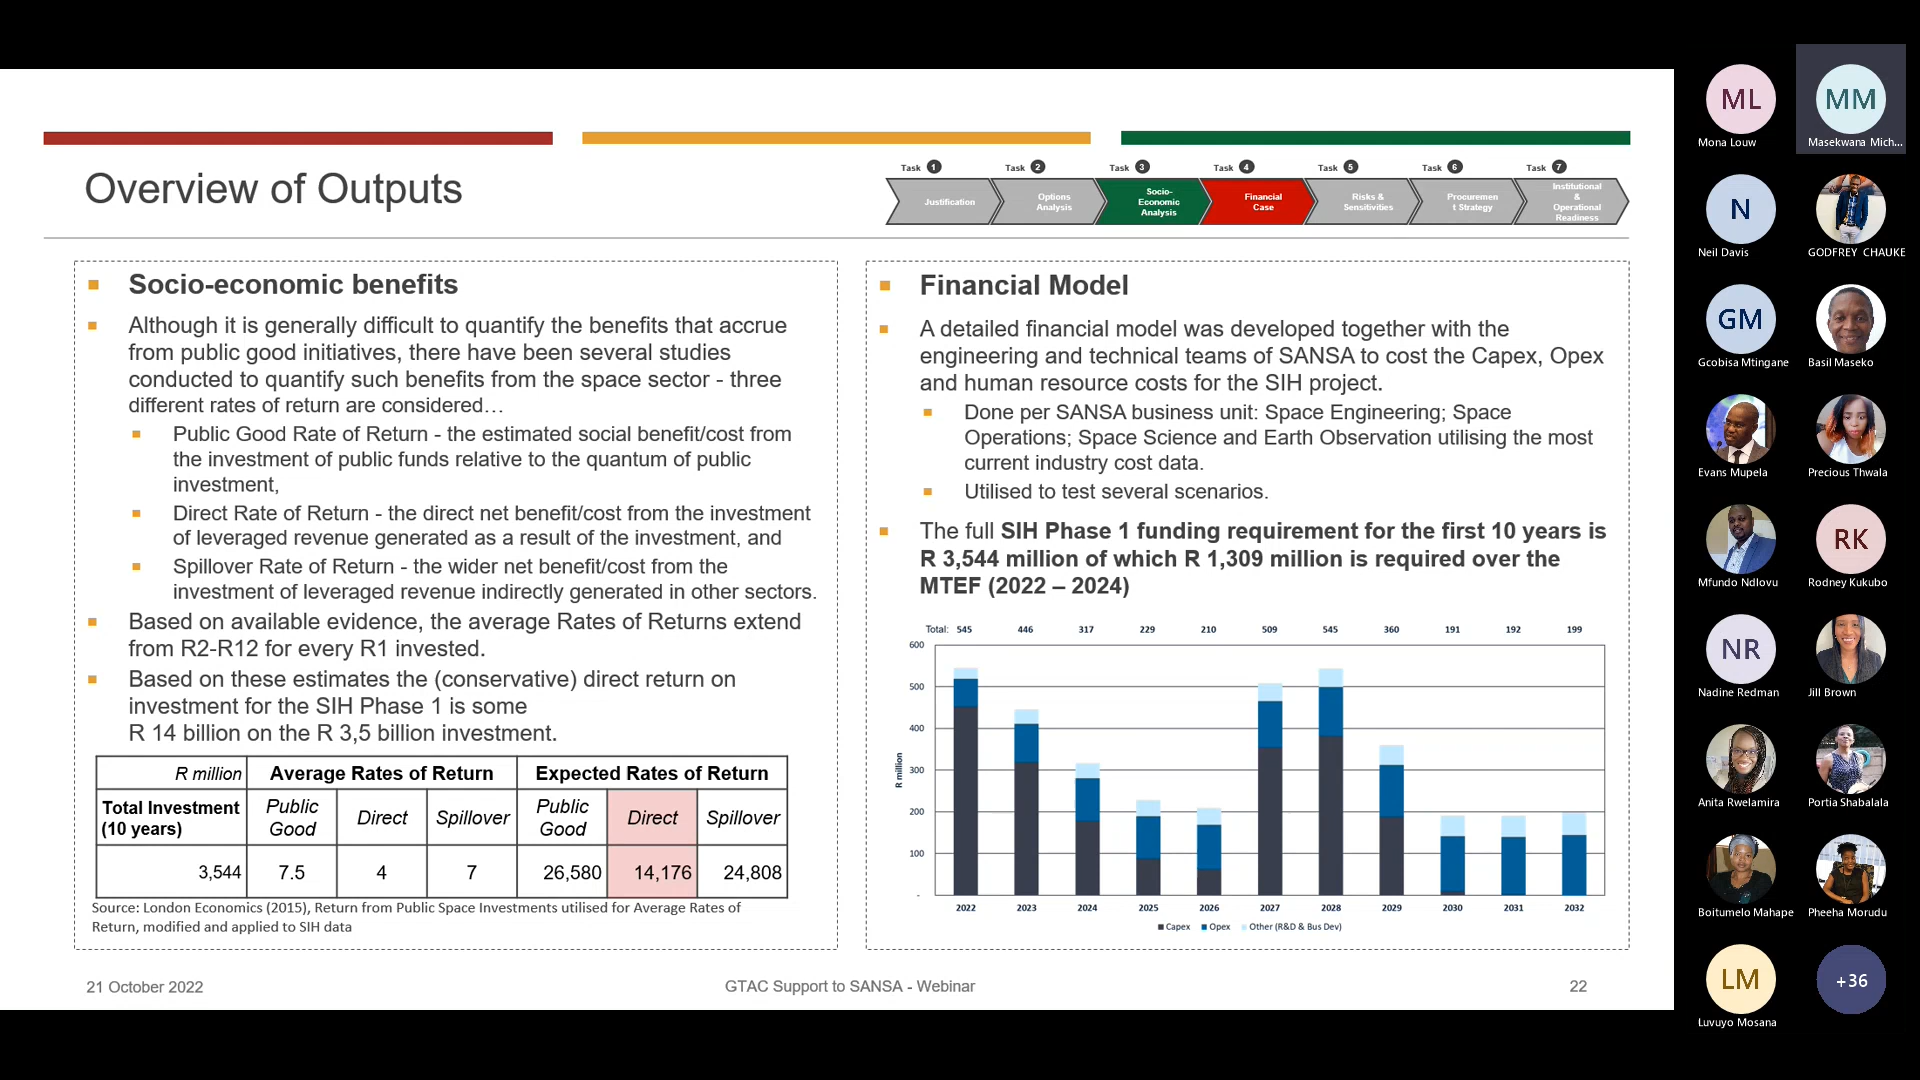 Task 1
Task 2
Task 3
Task 4
Task 5
Task 6
Task 7
Overview of Outputs
Justification
Options
Analysis
Socio-
Economic
Analysis
Financial
Case
Risks &
Sensitivities
Procuremen
t Strategy
Institutional
&
Operational
Readiness
Socio-economic benefits
Although it is generally difficult to quantify the benefits that accrue
from public good initiatives, there have been several studies
conducted to quantify such benefits from the space sector - three
different rates of return are considered…
Public Good Rate of Return - the estimated social benefit/cost from
the investment of public funds relative to the quantum of public
investment,
Direct Rate of Return - the direct net benefit/cost from the investment
of leveraged revenue generated as a result of the investment, and
Spillover Rate of Return - the wider net benefit/cost from the
investment of leveraged revenue indirectly generated in other sectors.
Based on available evidence, the average Rates of Returns extend
from R2-R12 for every R1 invested.
Based on these estimates the (conservative) direct return on
investment for the SIH Phase 1 is some
R 14 billion on the R 3,5 billion investment.
R million Average Rates of Return Expected Rates of Return
Total Investment
(10 years)
Public
Good
Direct
Spillover
Public
Good
Direct
Spillover
3,544 7.5 4 7 26,580 14,176 24,808
Source: London Economics (2015), Return from Public Space Investments utilised for Average Rates of
Return, modified and applied to SIH data
Financial Model
A detailed financial model was developed together with the
engineering and technical teams of SANSA to cost the Capex, Opex
and human resource costs for the SIH project.
Done per SANSA business unit: Space Engineering; Space
Operations; Space Science and Earth Observation utilising the most
current industry cost data.
Utilised to test several scenarios.
The full SIH Phase 1 funding requirement for the first 10 years is
R 3,544 million of which R 1,309 million is required over the
MTEF (2022 – 2024)
Total: 545 446 317 229 210 509 545 360 191 192 199
600
500
400
300
200
100
-
R million
2022 2023 2024 2025 2026 2027 2028 2029 2030 2031 2032
Capex Opex Other (R&D & Bus Dev)
21 October 2022
GTAC Support to SANSA - Webinar
22
ML
Mona Louw
MM
Masekwana Mich...
N
Neil Davis
GODFREY CHAUKE
GM
Gcobisa Mtingane
Basil Maseko
Evans Mupela
Precious Thwala
Mfundo Ndlovu
RK
Rodney Kukubo
NR
Nadine Redman
Jill Brown
Anita Rwelamira
Portia Shabalala
Boitumelo Mahape
Pheeha Morudu
LM
Luvuyo Mosana
+36